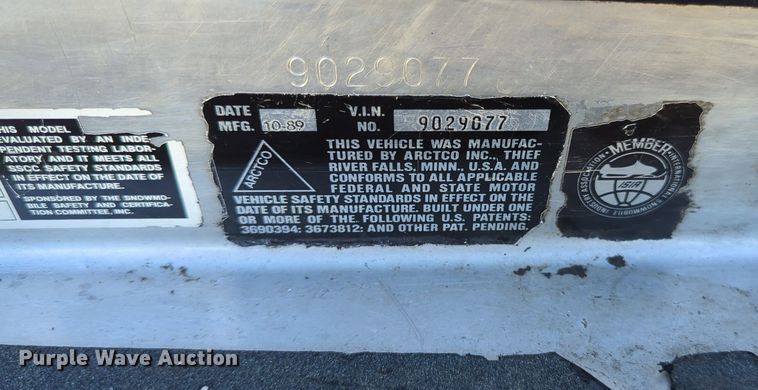 9029077
HIS MODEL
EVALUATED BY AN INDE-
PENDENT TESTING LABOR-
ATORY, AND IT MEETS ALL
SSCC SAFETY STANDARDS
IN EFFECT ON THE DATE OF
ITS MANUFACTURE.
SPONSORED BY THE SNOWMO-
BILE SAFETY AND CERTIFICA-
TION COMMITTEE, INC.
DATE MFG. 10-89 V.I.N. NO. 9029077
ARCTCO
THIS VEHICLE WAS MANUFAC-
TURED BY ARCTCO INC., THIEF
RIVER FALLS, MINN., U.S.A. AND
CONFORMS TO ALL APPLICABLE
FEDERAL AND STATE MOTOR
VEHICLE SAFETY STANDARDS IN EFFECT ON THE
DATE OF ITS MANUFACTURE. BUILT UNDER ONE
OR MORE OF THE FOLLOWING U.S. PATENTS:
3690394; 3673812; AND OTHER PAT. PENDING.
MEMBER
INTERNATIONAL SNOWMOBILE INDUSTRY ASSOCIATION
ISIA
Purple Wave Auction